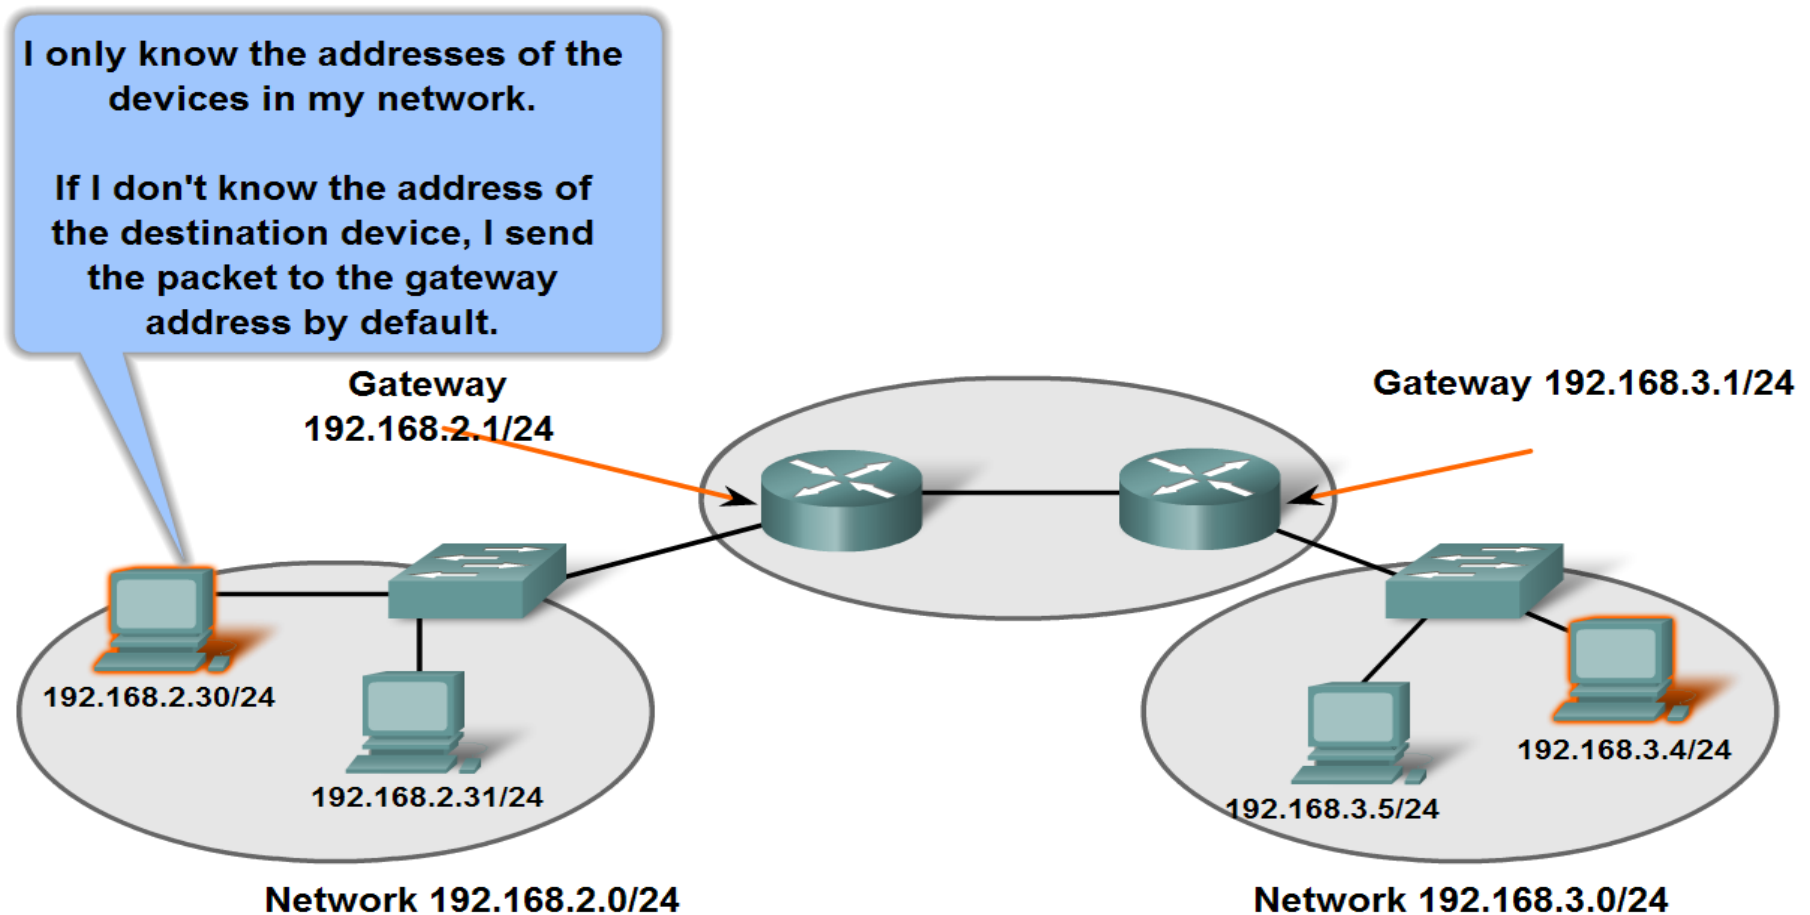 I only know the addresses of the
devices in my network.
If I don't know the address of
the destination device, I send
the packet to the gateway
address by default.
Gateway
192.168.2.1/24
Gateway 192.168.3.1/24
192.168.2.30/24
192.168.2.31/24
192.168.3.4/24
192.168.3.5/24
Network 192.168.2.0/24
Network 192.168.3.0/24